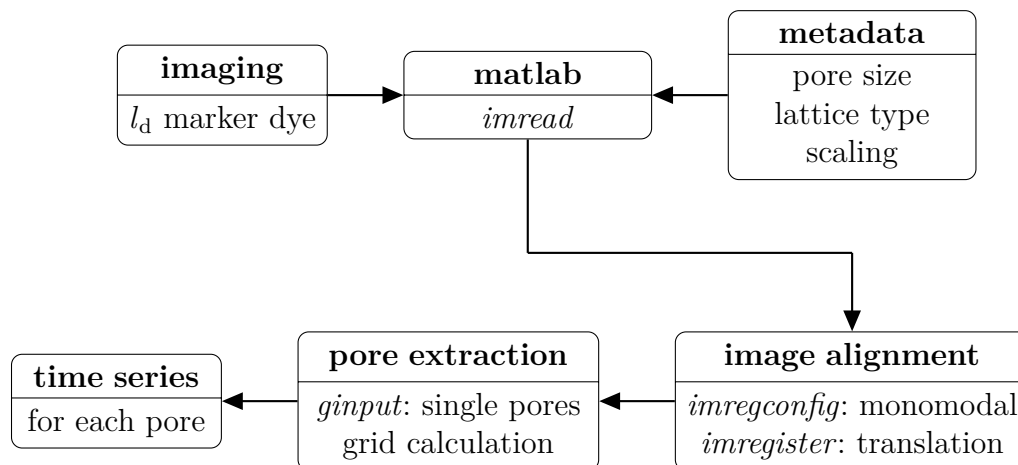 imaging
l_d marker dye
matlab
imread
metadata
pore size
lattice type
scaling
time series
for each pore
pore extraction
ginput: single pores
grid calculation
image alignment
imregconfig: monomodal
imregister: translation